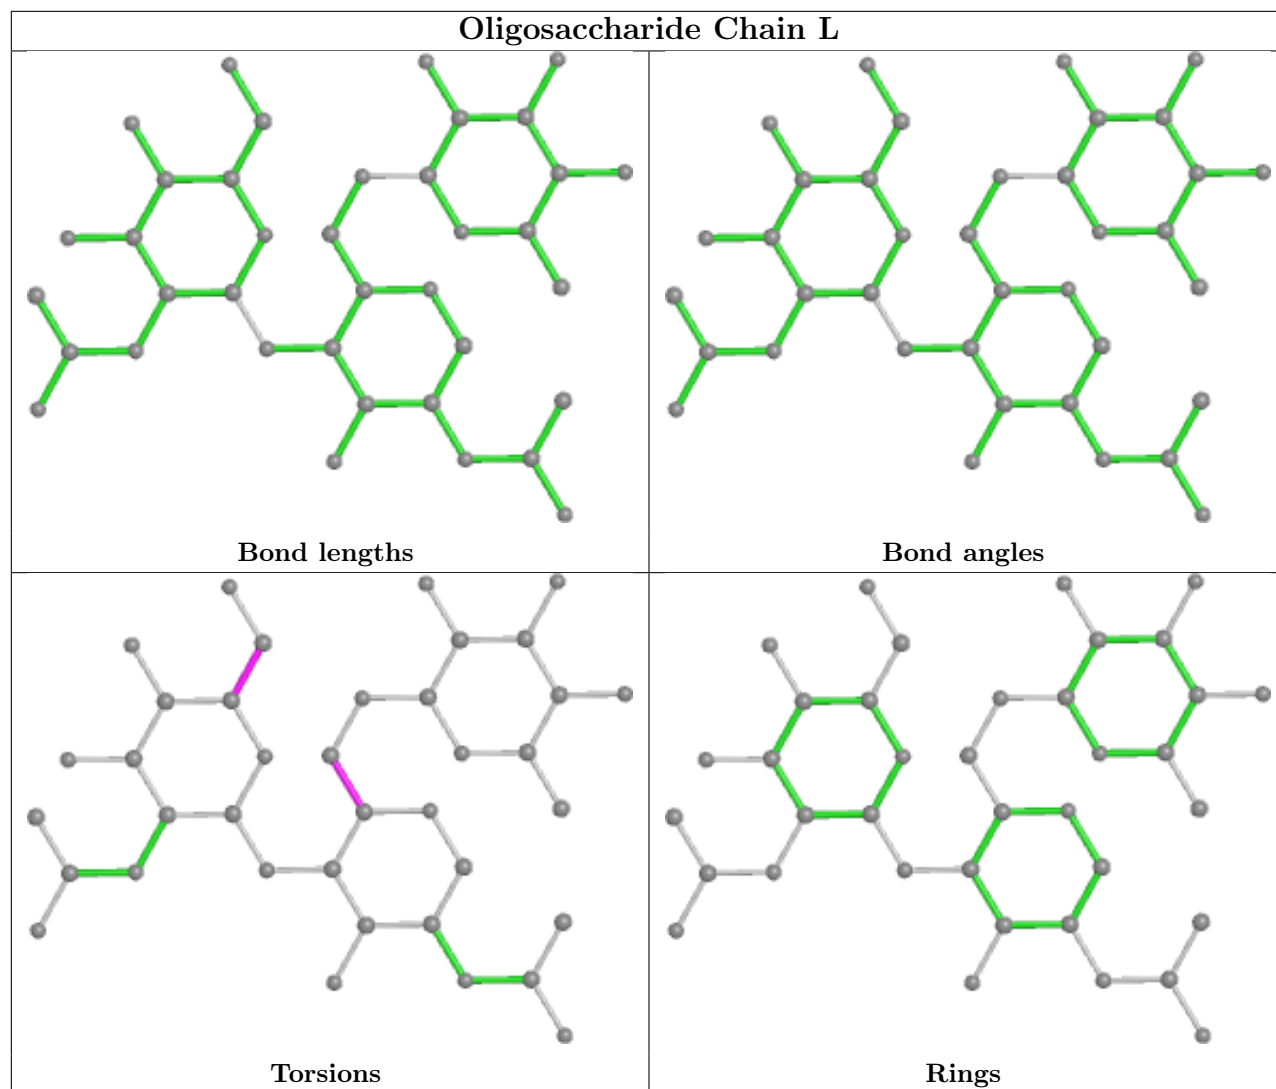 Oligosaccharide Chain L
Bond lengths
Bond angles
Torsions
Rings